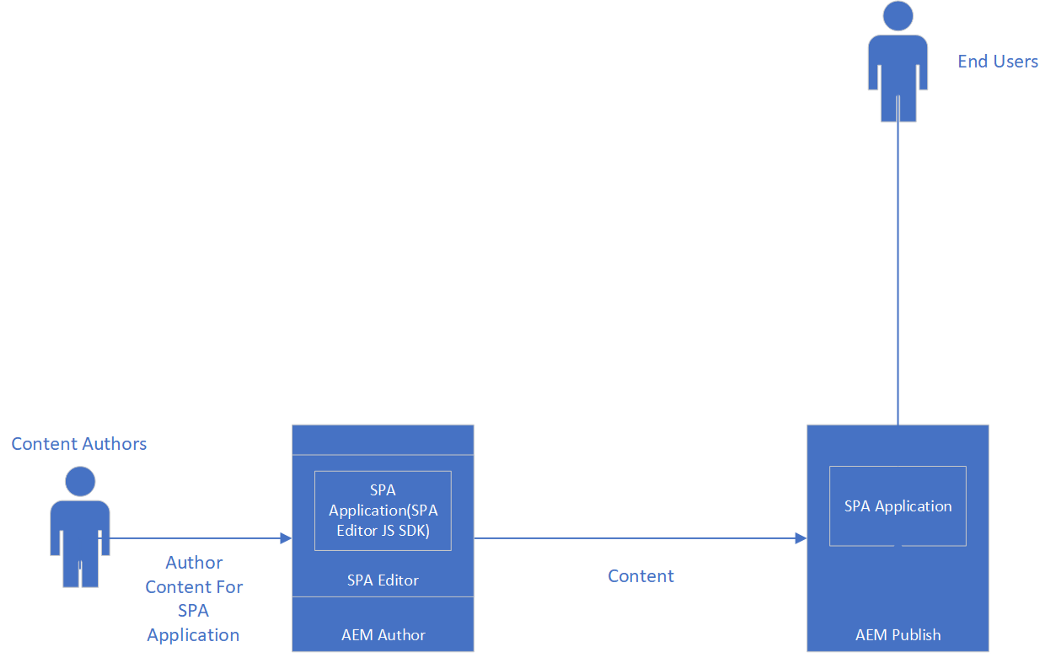 End Users
Content Authors
SPA
Application(SPA
Editor JS SDK)
SPA Editor
AEM Author
Author
Content For
SPA
Application
Content
SPA Application
AEM Publish